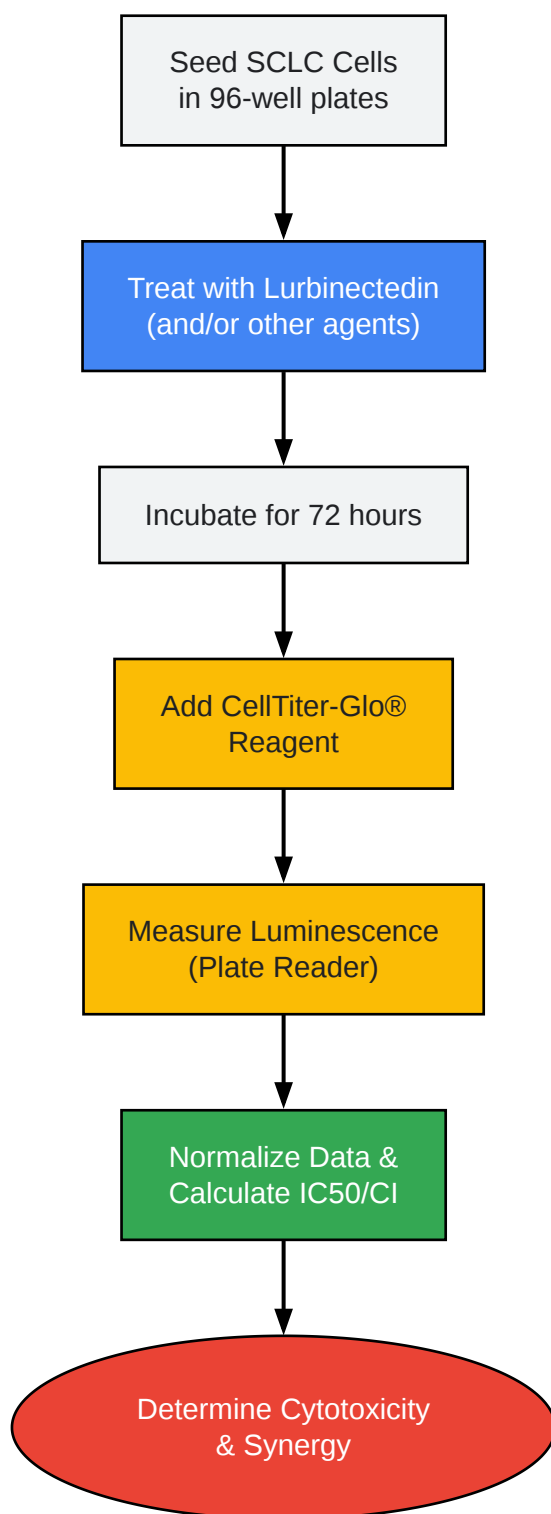 Seed SCLC Cells
in 96-well plates
Treat with Lurbinectedin
(and/or other agents)
Incubate for 72 hours
Add CellTiter-Glo®
Reagent
Measure Luminescence
(Plate Reader)
Normalize Data &
Calculate IC50/CI
Determine Cytotoxicity
& Synergy